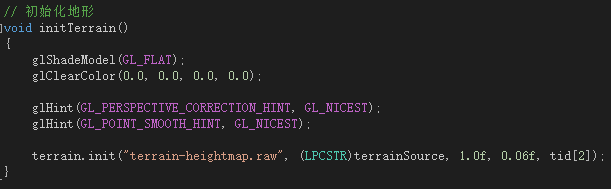 // 初始化地形
void initTerrain()
{
glShadeModel(GL_FLAT);
glClearColor(0.0, 0.0, 0.0, 0.0);
glHint(GL_PERSPECTIVE_CORRECTION_HINT, GL_NICEST);
glHint(GL_POINT_SMOOTH_HINT, GL_NICEST);
terrain.init("terrain-heightmap.raw", (LPCSTR)terrainSource, 1.0f, 0.06f, tid[2]);
}